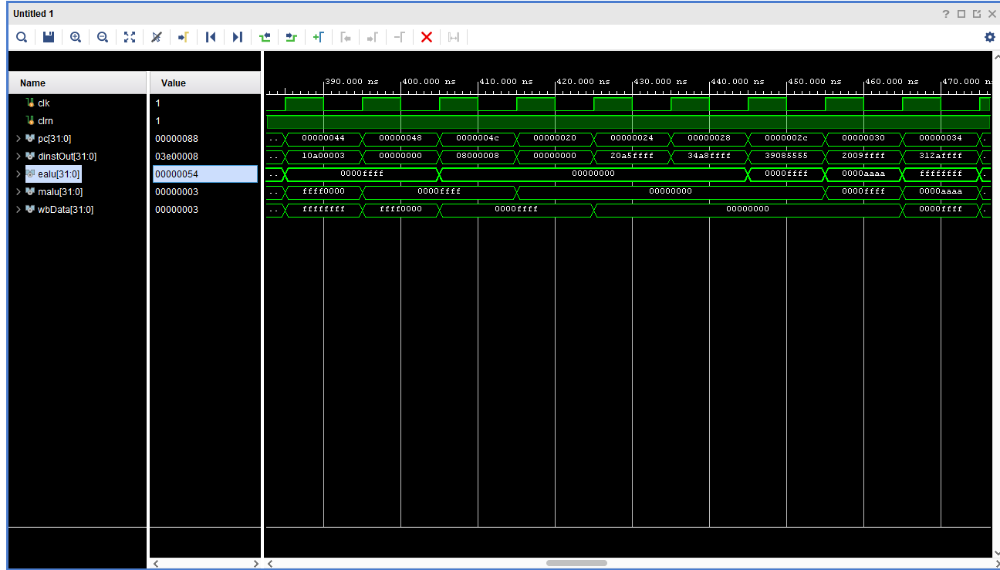 Untitled 1
Name Value
390.000 ns 400.000 ns 410.000 ns 420.000 ns 430.000 ns 440.000 ns 450.000 ns 460.000 ns 470.000 n
clk 1
clrn 1
pc[31:0] 00000088 .. 00000044 00000048 0000004c 00000020 00000024 00000028 0000002c 00000030 00000034 .
dinstOut[31:0] 03e00008 .. 10a00003 00000000 08000008 00000000 20a5ffff 34a8ffff 39085555 2009ffff 312affff .
ealu[31:0] 00000054 .. 0000ffff 00000000 0000ffff 0000aaaa ffffffff .
malu[31:0] 00000003 .. ffff0000 0000ffff 00000000 0000ffff 0000aaaa .
wbData[31:0] 00000003 .. ffffffff ffff0000 0000ffff 00000000 0000ffff .